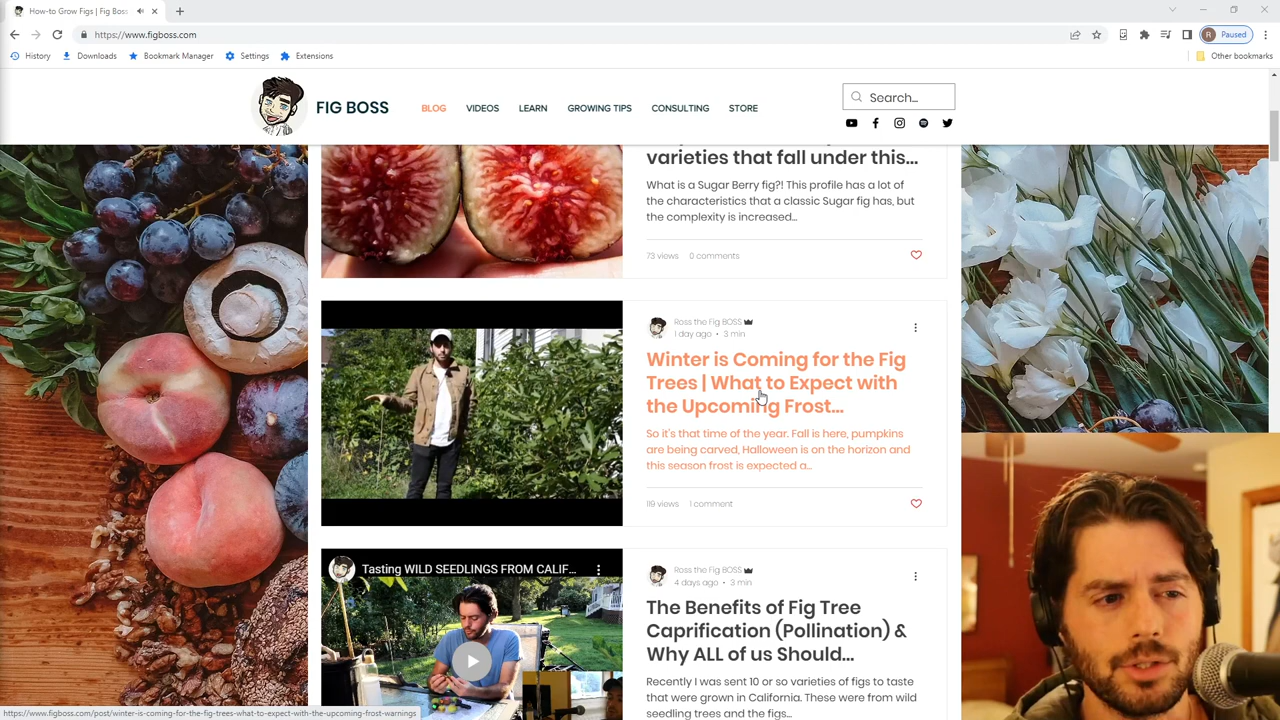 How-to Grow Figs | Fig Boss
https://www.figboss.com
R Paused
History Downloads Bookmark Manager Settings Extensions
Other bookmarks
FIG BOSS BLOG VIDEOS LEARN GROWING TIPS CONSULTING STORE
Search...
varieties that fall under this...
What is a Sugar Berry fig?! This profile has a lot of
the characteristics that a classic Sugar fig has, but
the complexity is increased...
73 views 0 comments
Ross the Fig BOSS
1 day ago • 3 min
Winter is Coming for the Fig
Trees | What to Expect with
the Upcoming Frost...
So it's that time of the year. Fall is here, pumpkins
are being carved, Halloween is on the horizon and
this season frost is expected a...
119 views 1 comment
Tasting WILD SEEDLINGS FROM CALIF...
Ross the Fig BOSS
4 days ago • 3 min
The Benefits of Fig Tree
Caprification (Pollination) &
Why ALL of us Should...
Recently I was sent 10 or so varieties of figs to taste
that were grown in California. These were from wild
seedling trees and the figs...
https://www.figboss.com/post/winter-is-coming-for-the-fig-trees-what-to-expect-with-the-upcoming-frost-warnings